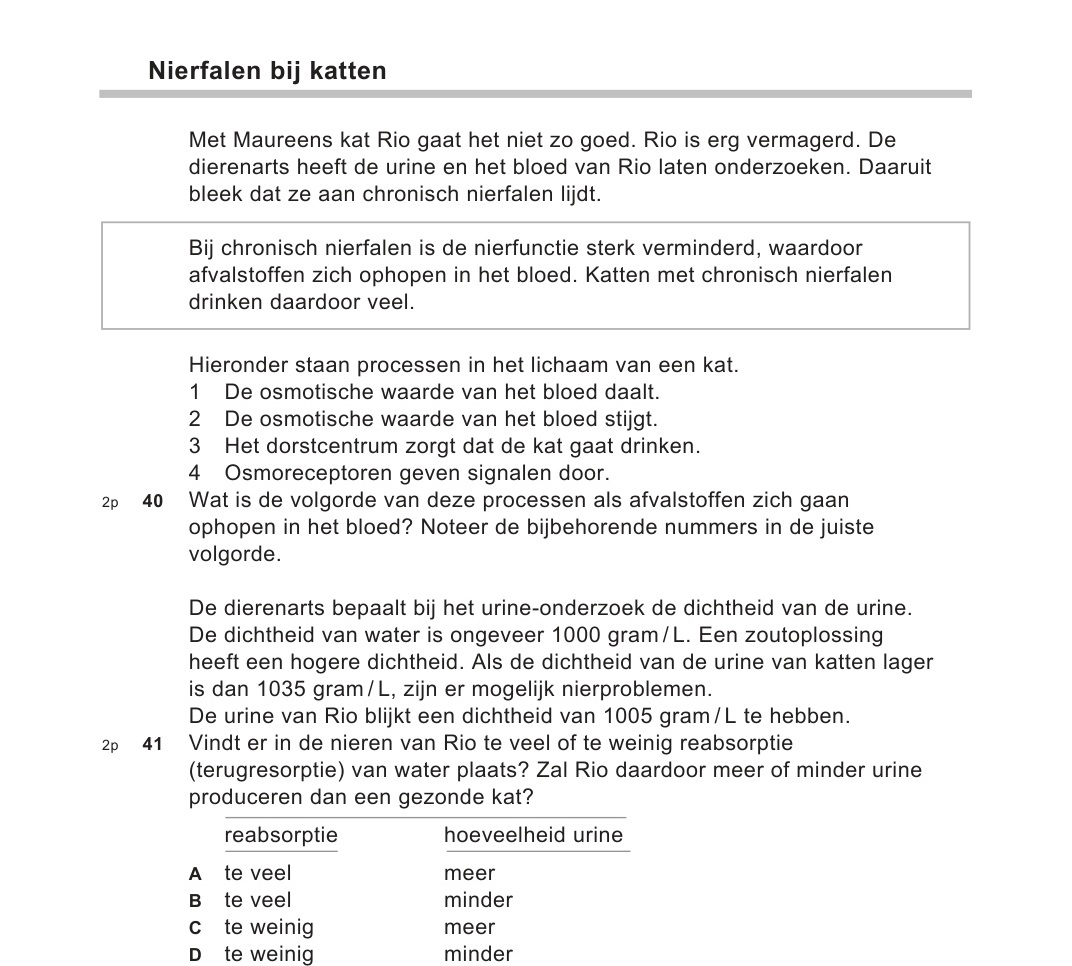 Nierfalen bij katten
Met Maureens kat Rio gaat het niet zo goed. Rio is erg vermagerd. De
dierenarts heeft de urine en het bloed van Rio laten onderzoeken. Daaruit
bleek dat ze aan chronisch nierfalen lijdt.
Bij chronisch nierfalen is de nierfunctie sterk verminderd, waardoor
afvalstoffen zich ophopen in het bloed. Katten met chronisch nierfalen
drinken daardoor veel.
Hieronder staan processen in het lichaam van een kat.
1 De osmotische waarde van het bloed daalt.
2 De osmotische waarde van het bloed stijgt.
3 Het dorstcentrum zorgt dat de kat gaat drinken.
4 Osmoreceptoren geven signalen door.
2p 40 Wat is de volgorde van deze processen als afvalstoffen zich gaan
ophopen in het bloed? Noteer de bijbehorende nummers in de juiste
volgorde.
De dierenarts bepaalt bij het urine-onderzoek de dichtheid van de urine.
De dichtheid van water is ongeveer 1000 gram/L. Een zoutoplossing
heeft een hogere dichtheid. Als de dichtheid van de urine van katten lager
is dan 1035 gram/L, zijn er mogelijk nierproblemen.
De urine van Rio blijkt een dichtheid van 1005 gram/L te hebben.
2p 41 Vindt er in de nieren van Rio te veel of te weinig reabsorptie
(terugresorptie) van water plaats? Zal Rio daardoor meer of minder urine
produceren dan een gezonde kat?
reabsorptie hoeveelheid urine
A te veel meer
B te veel minder
C te weinig meer
D te weinig minder